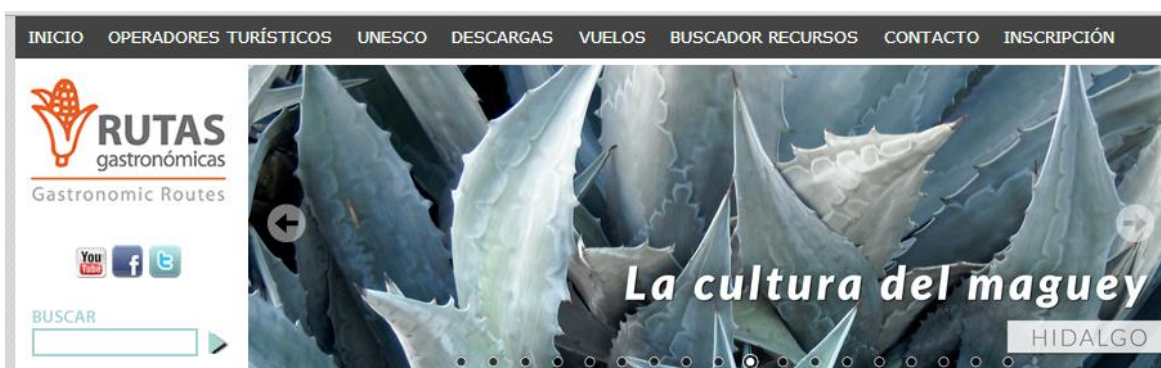 INICIO OPERADORES TURÍSTICOS UNESCO DESCARGAS VUELOS BUSCADOR RECURSOS CONTACTO INSCRIPCIÓN
RUTAS
gastronómicas
Gastronomic Routes
You
Tube
f
t
BUSCAR
La cultura del maguey
HIDALGO